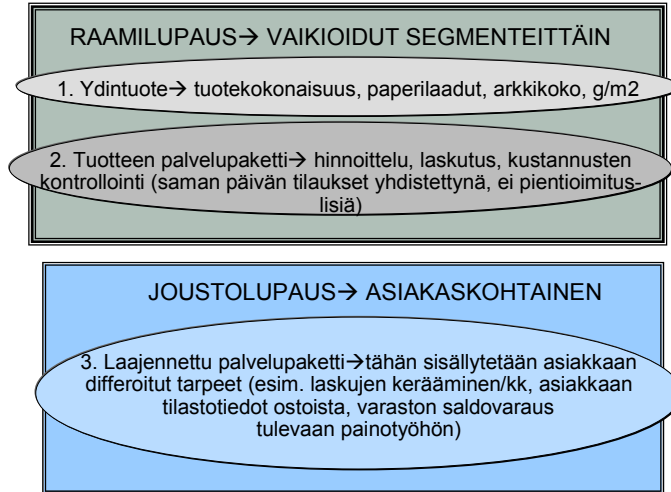 RAAMILUPAUS→ VAIKIOIDUT SEGMENTEITTÄIN
1. Ydintuote→ tuotekokonaisuus, paperilaadut, arkkikoko, g/m2
2. Tuotteen palvelupaketti→ hinnoittelu, laskutus, kustannusten
kontrollointi (saman päivän tilaukset yhdistettynä, ei pientioimitus-
lisiä)
JOUSTOLUPAUS→ ASIAKASKOHTAINEN
3. Laajennettu palvelupaketti→tähän sisällytetään asiakkaan
differoitut tarpeet (esim. laskujen kerääminen/kk, asiakkaan
tilastotiedot ostoista, varaston saldovaraus
tulevaan painotyöhön)